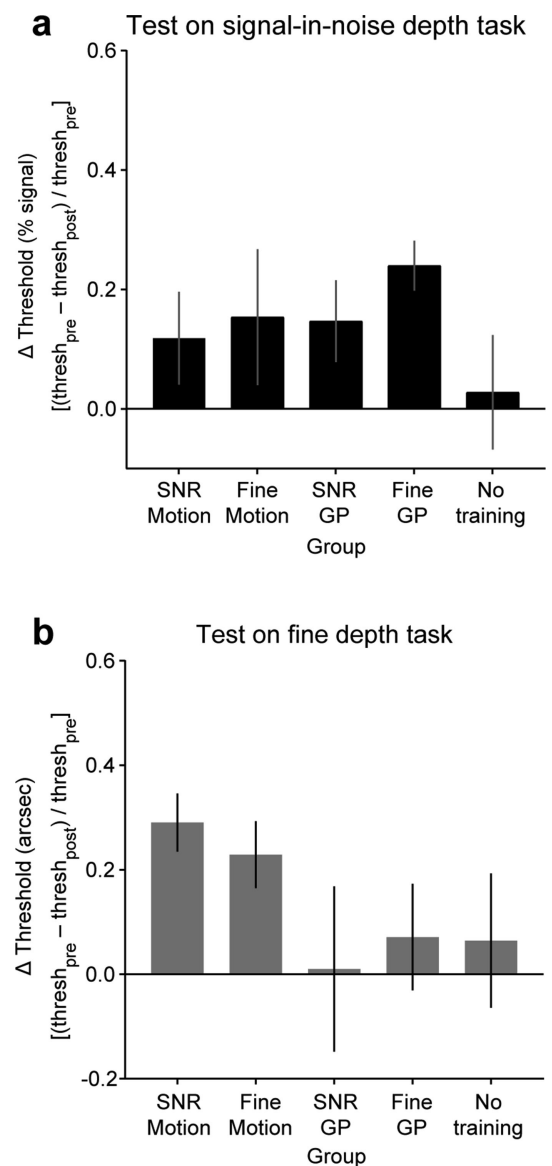 a
Test on signal-in-noise depth task
Δ Threshold (% signal)
[(thresh_pre − thresh_post) / thresh_pre]
0.6
0.4
0.2
0.0
SNR Motion
Fine Motion
SNR GP
Fine GP
No training
Group
b
Test on fine depth task
Δ Threshold (arcsec)
[(thresh_pre − thresh_post) / thresh_pre]
0.6
0.4
0.2
0.0
-0.2
SNR Motion
Fine Motion
SNR GP
Fine GP
No training
Group